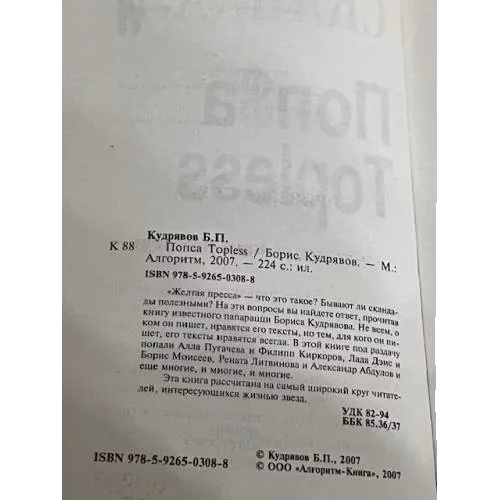 Кудрявов Б.П.
К 88 Попса Topless / Борис Кудрявов. — М.:
Алгоритм, 2007. — 224 с.: ил.
ISBN 978-5-9265-0308-8
«Желтая пресса» — что это такое? Бывают ли сканда-
лы полезными? На эти вопросы вы найдете ответ, прочитав
книгу известного папарацци Бориса Кудрявова. Не всем, о
ком он пишет, нравятся его тексты, но тем, для кого он пи-
шет, его тексты нравятся всегда. В этой книге под раздачу
попали Алла Пугачева и Филипп Киркоров, Лада Дэнс и
Борис Моисеев, Рената Литвинова и Александр Абдулов и
еще многие, и многие, и многие.
Эта книга рассчитана на самый широкий круг читате-
лей, интересующихся жизнью звезд.
УДК 82-94
ББК 85.36/37
© Кудрявов Б.П., 2007
ISBN 978-5-9265-0308-8 © ООО «Алгоритм-Книга», 2007
Попса
Topless